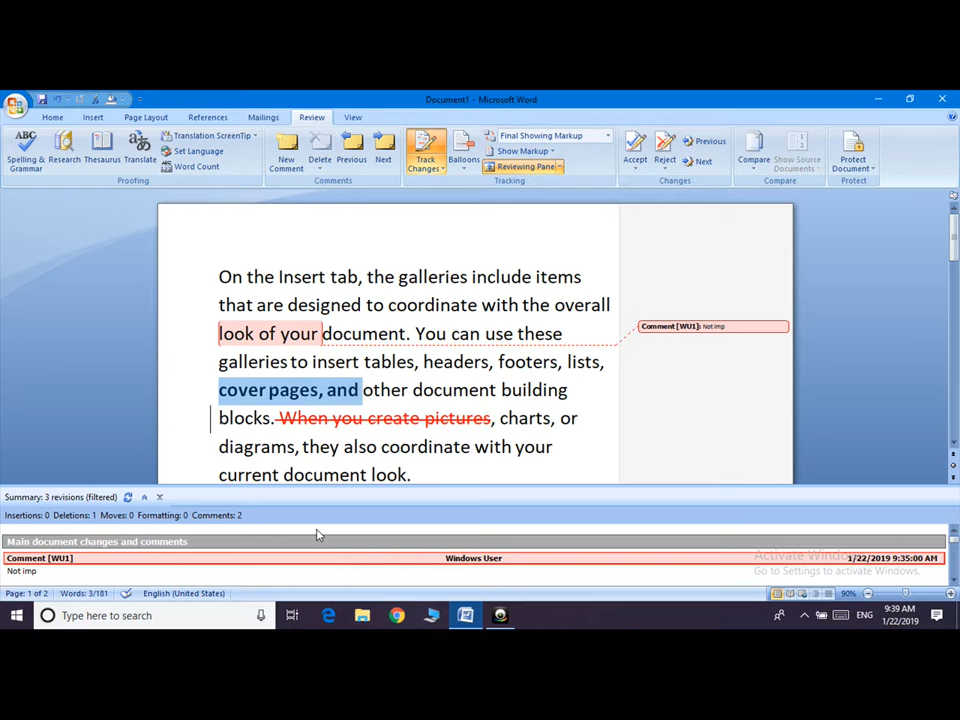 Document1 - Microsoft Word
Home Insert Page Layout References Mailings Review View
ABC
Spelling & Grammar
Research
Thesaurus
Translate
Translation ScreenTip
Set Language
Word Count
Proofing
New Comment
Delete
Previous
Next
Comments
Track Changes
Balloons
Final Showing Markup
Show Markup
Reviewing Pane
Tracking
Accept
Reject
Previous
Next
Changes
Compare
Show Source Documents
Compare
Protect Document
Protect
On the Insert tab, the galleries include items
that are designed to coordinate with the overall
look of your document. You can use these
Comment [WU1]: Not imp
galleries to insert tables, headers, footers, lists,
cover pages, and other document building
blocks. When you create pictures, charts, or
diagrams, they also coordinate with your
current document look.
Summary: 3 revisions (filtered)
Insertions: 0 Deletions: 1 Moves: 0 Formatting: 0 Comments: 2
Main document changes and comments
Comment [WU1] Windows User 1/22/2019 9:35:00 AM
Not imp
Activate Windo
Go to Settings to activate Windows.
Page: 1 of 2 Words: 3/181 English (United States) 90%
Type here to search
ENG
9:39 AM
1/22/2019